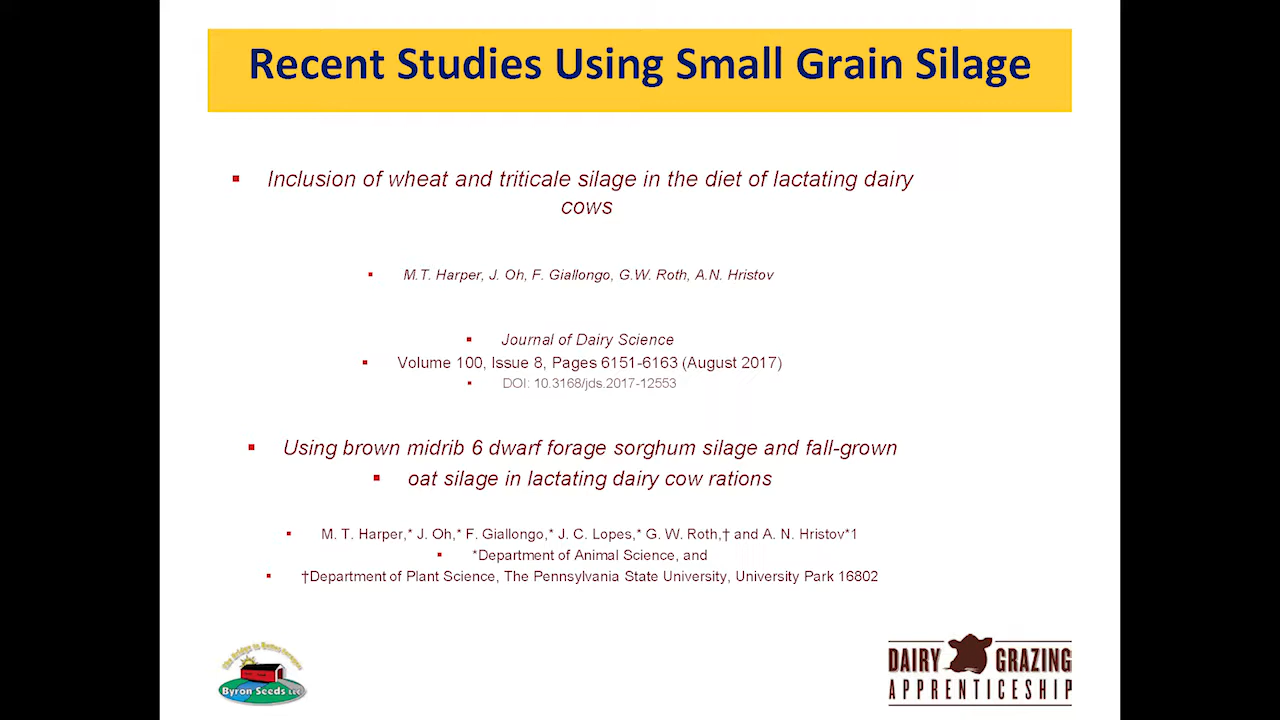 Recent Studies Using Small Grain Silage
▪ Inclusion of wheat and triticale silage in the diet of lactating dairy
cows
▪ M.T. Harper, J. Oh, F. Giallongo, G.W. Roth, A.N. Hristov
▪ Journal of Dairy Science
▪ Volume 100, Issue 8, Pages 6151-6163 (August 2017)
▪ DOI: 10.3168/jds.2017-12553
▪ Using brown midrib 6 dwarf forage sorghum silage and fall-grown
▪ oat silage in lactating dairy cow rations
▪ M. T. Harper,* J. Oh,* F. Giallongo,* J. C. Lopes,* G. W. Roth,† and A. N. Hristov*1
▪ *Department of Animal Science, and
▪ †Department of Plant Science, The Pennsylvania State University, University Park 16802
Byron Seeds LLC
DAIRY GRAZING
APPRENTICESHIP